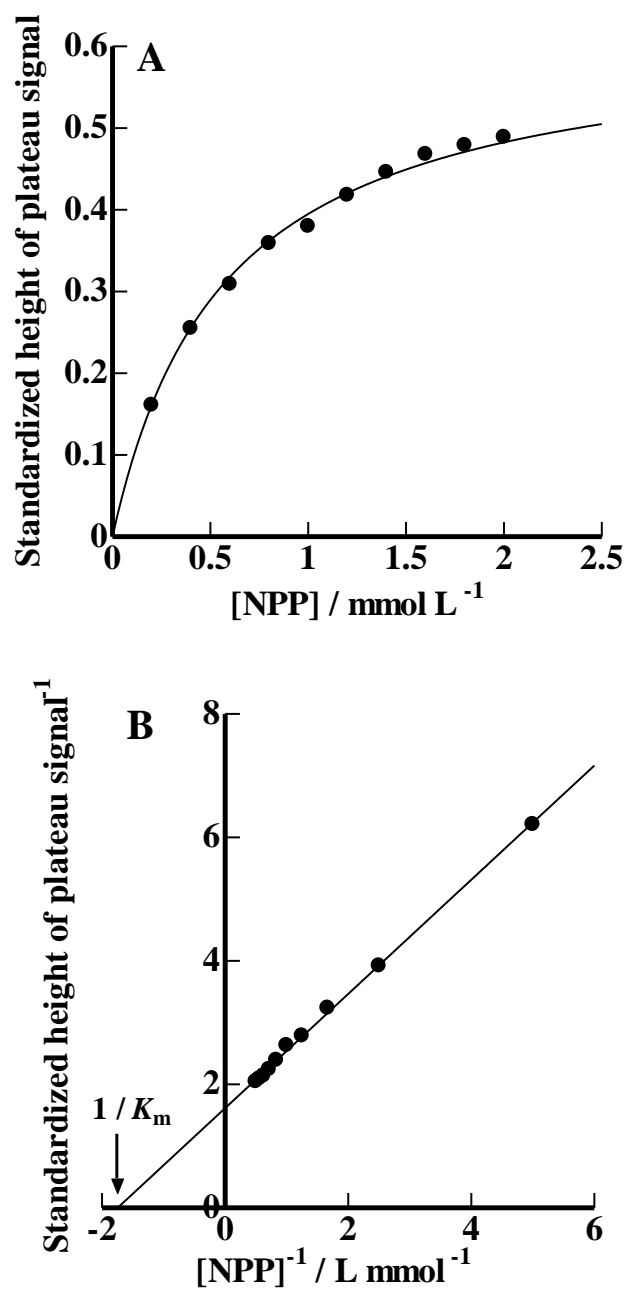 A
Standardized height of plateau signal
0.6
0.5
0.4
0.3
0.2
0.1
0
0 0.5 1 1.5 2 2.5
[NPP] / mmol L⁻¹
B
Standardized height of plateau signal⁻¹
8
6
4
2
0
1 / Kₘ
-2 0 2 4 6
[NPP]⁻¹ / L mmol⁻¹